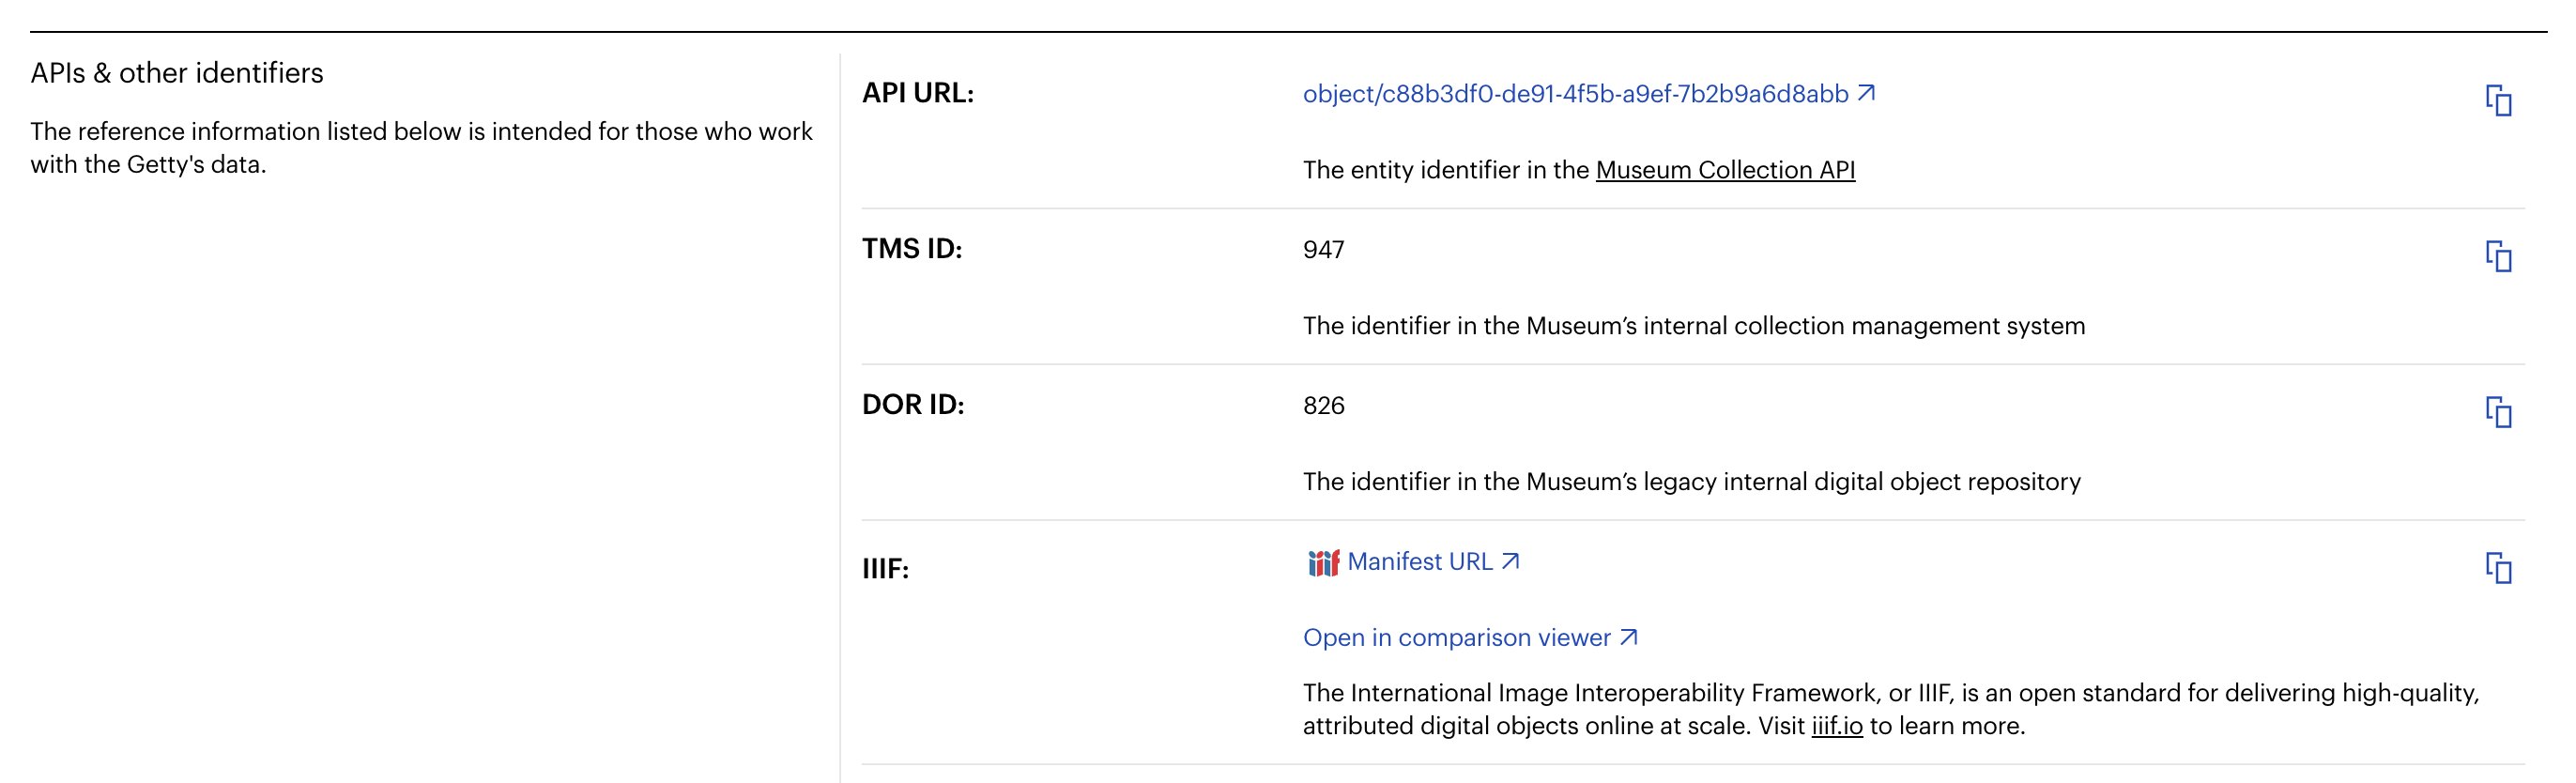 APIs & other identifiers
The reference information listed below is intended for those who work
with the Getty's data.
API URL:
object/c88b3df0-de91-4f5b-a9ef-7b2b9a6d8abb
The entity identifier in the Museum Collection API
TMS ID:
947
The identifier in the Museum’s internal collection management system
DOR ID:
826
The identifier in the Museum’s legacy internal digital object repository
IIIF:
iiif Manifest URL
Open in comparison viewer
The International Image Interoperability Framework, or IIIF, is an open standard for delivering high-quality,
attributed digital objects online at scale. Visit iiif.io to learn more.